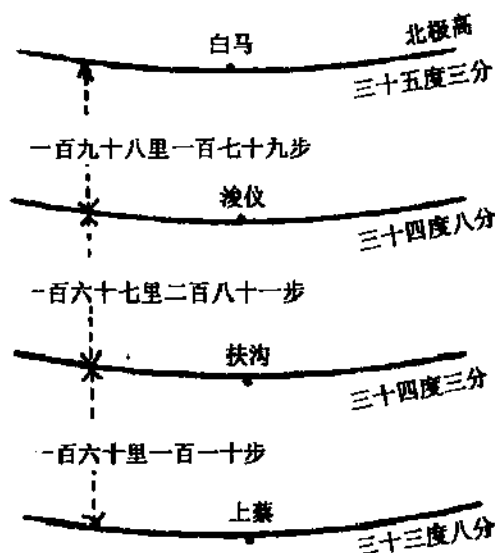 白马
北极高
三十五度三分
一百九十八里一百七十九步
浚仪
三十四度八分
一百六十七里二百八十一步
扶沟
三十四度三分
一百六十里一百一十步
上蔡
三十三度八分